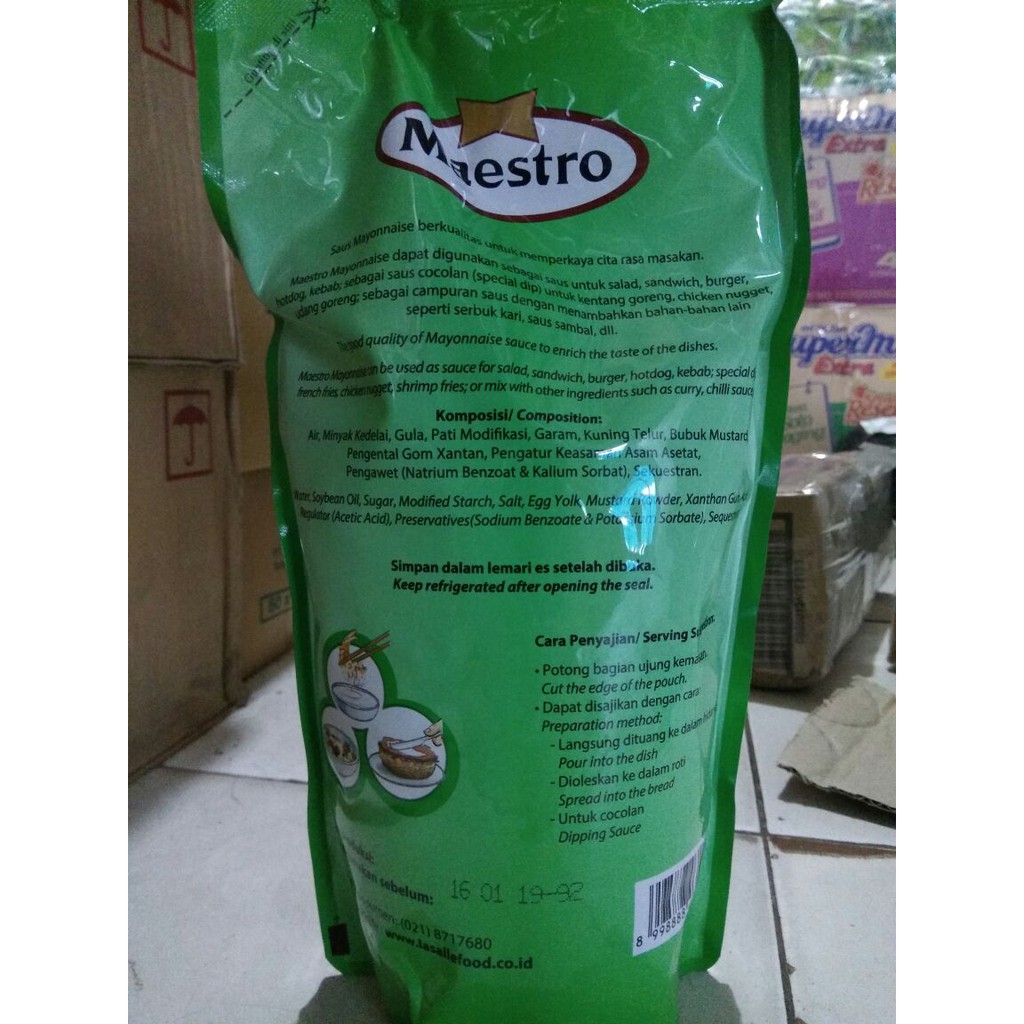 Gunting di sini
Maestro
Saus Mayonnaise berkualitas untuk memperkaya cita rasa masakan.
Maestro Mayonnaise dapat digunakan sebagai saus untuk salad, sandwich, burger,
hotdog, kebab; sebagai saus cocolan (special dip) untuk kentang goreng, chicken nugget,
udang goreng; sebagai campuran saus dengan menambahkan bahan-bahan lain
seperti serbuk kari, saus sambal, dll.
quality of Mayonnaise sauce to enrich the taste of the dishes.
Maestro Mayonnaise can be used as sauce for salad, sandwich, burger, hotdog, kebab; special
french fries, chicken nugget, shrimp fries; or mix with other ingredients such as curry, chilli sauce
Komposisi/ Composition:
Air, Minyak Kedelai, Gula, Pati Modifikasi, Garam, Kuning Telur, Bubuk Mustard
Pengental Gom Xantan, Pengatur Keasaman Asam Asetat,
Pengawet (Natrium Benzoat & Kalium Sorbat), Sekuestran.
Water, Soybean Oil, Sugar, Modified Starch, Salt, Egg Yolk, Mustard Powder, Xanthan Gum,
Regulator (Acetic Acid), Preservatives(Sodium Benzoate & Potassium Sorbate),
Simpan dalam lemari es setelah dibuka.
Keep refrigerated after opening the seal.
Cara Penyajian/ Serving
• Potong bagian ujung kemasan.
Cut the edge of the pouch.
• Dapat disajikan dengan cara:
Preparation method:
- Langsung dituang ke dalam
Pour into the dish
- Dioleskan ke dalam roti
Spread into the bread
- Untuk cocolan
Dipping Sauce
sebelum: 16 01 19-92
(021) 8717680
www.lasallefood.co.id
Extra
Extra